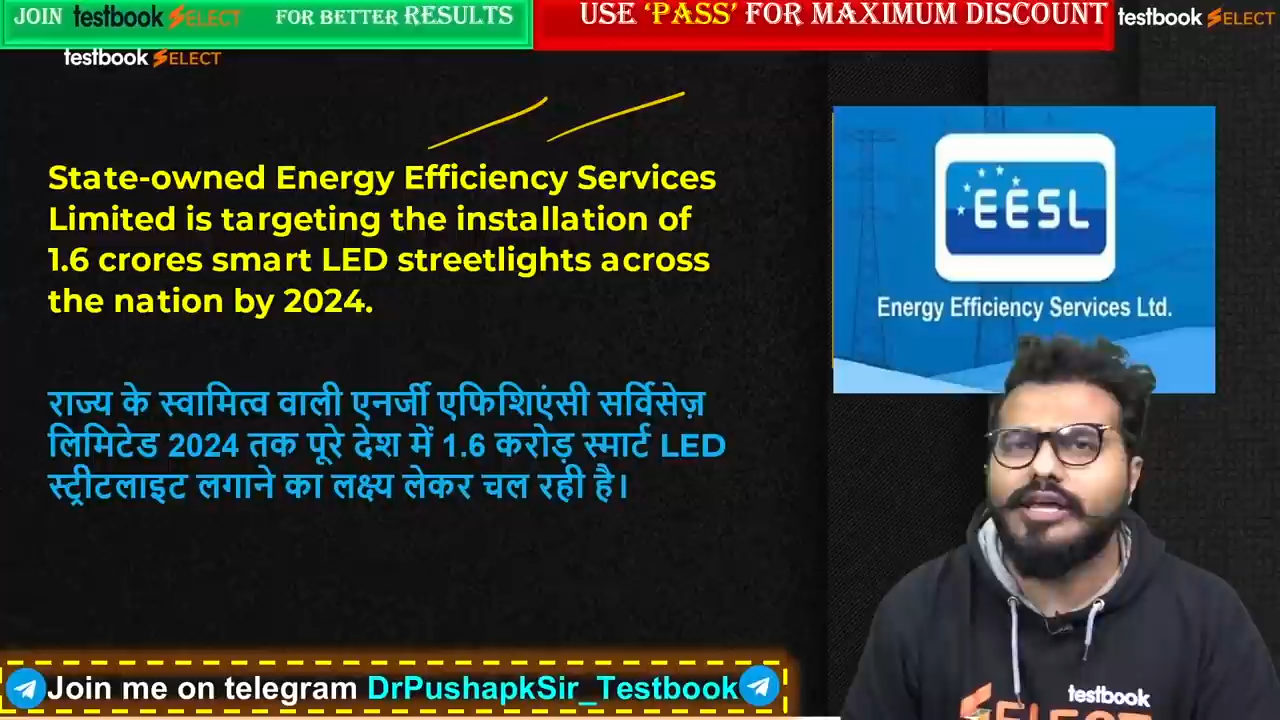 JOIN testbook SELECT FOR BETTER RESULTS
USE ‘PASS’ FOR MAXIMUM DISCOUNT testbook SELECT
testbook SELECT
State-owned Energy Efficiency Services
Limited is targeting the installation of
1.6 crores smart LED streetlights across
the nation by 2024.
राज्य के स्वामित्व वाली एनर्जी एफिशिएंसी सर्विसेज़
लिमिटेड 2024 तक पूरे देश में 1.6 करोड़ स्मार्ट LED
स्ट्रीटलाइट लगाने का लक्ष्य लेकर चल रही है।
EESL
Energy Efficiency Services Ltd.
testbook
SELECT
Join me on telegram DrPushapkSir_Testbook